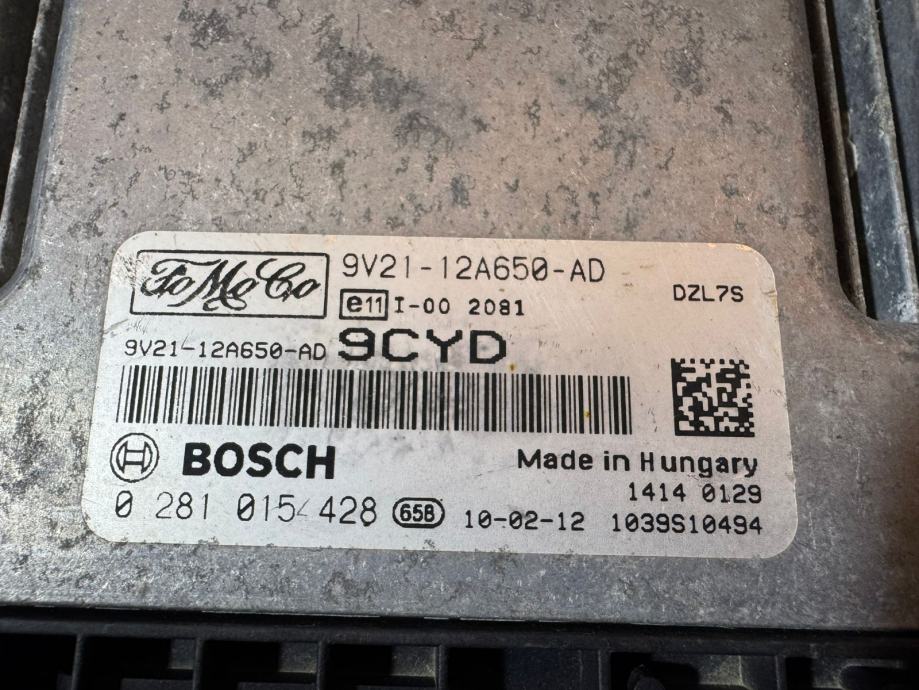 FoMoCo
9V21-12A650-AD
DZL7S
e11 I-00 2081
9V21-12A650-AD 9CYD
BOSCH
Made in Hungary
1414 0129
0 281 015 428 65B 10-02-12 1039S10494